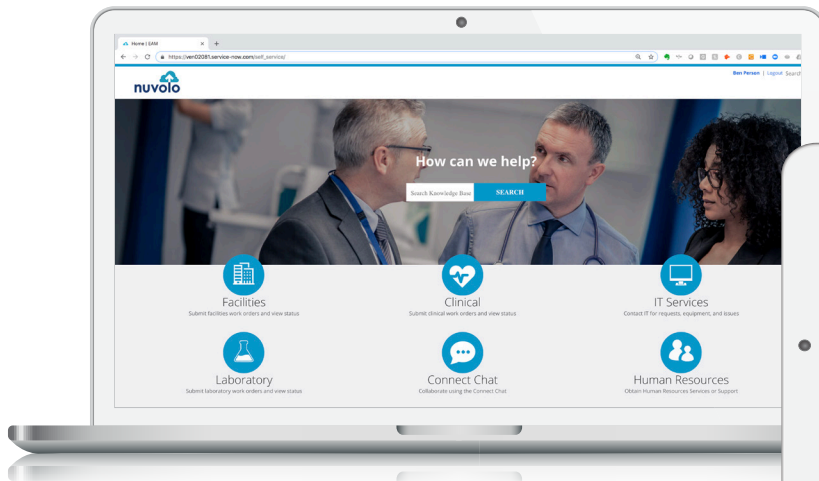 Home | EAM
https://ven02081.service-now.com/self_service/
Ben Person | Logout Search
nuvolo
How can we help?
Search Knowledge Base SEARCH
Facilities
Submit facilities work orders and view status
Clinical
Submit clinical work orders and view status
IT Services
Contact IT for requests, equipment, and issues
Laboratory
Submit laboratory work orders and view status
Connect Chat
Collaborate using the Connect Chat
Human Resources
Obtain Human Resources Services or Support